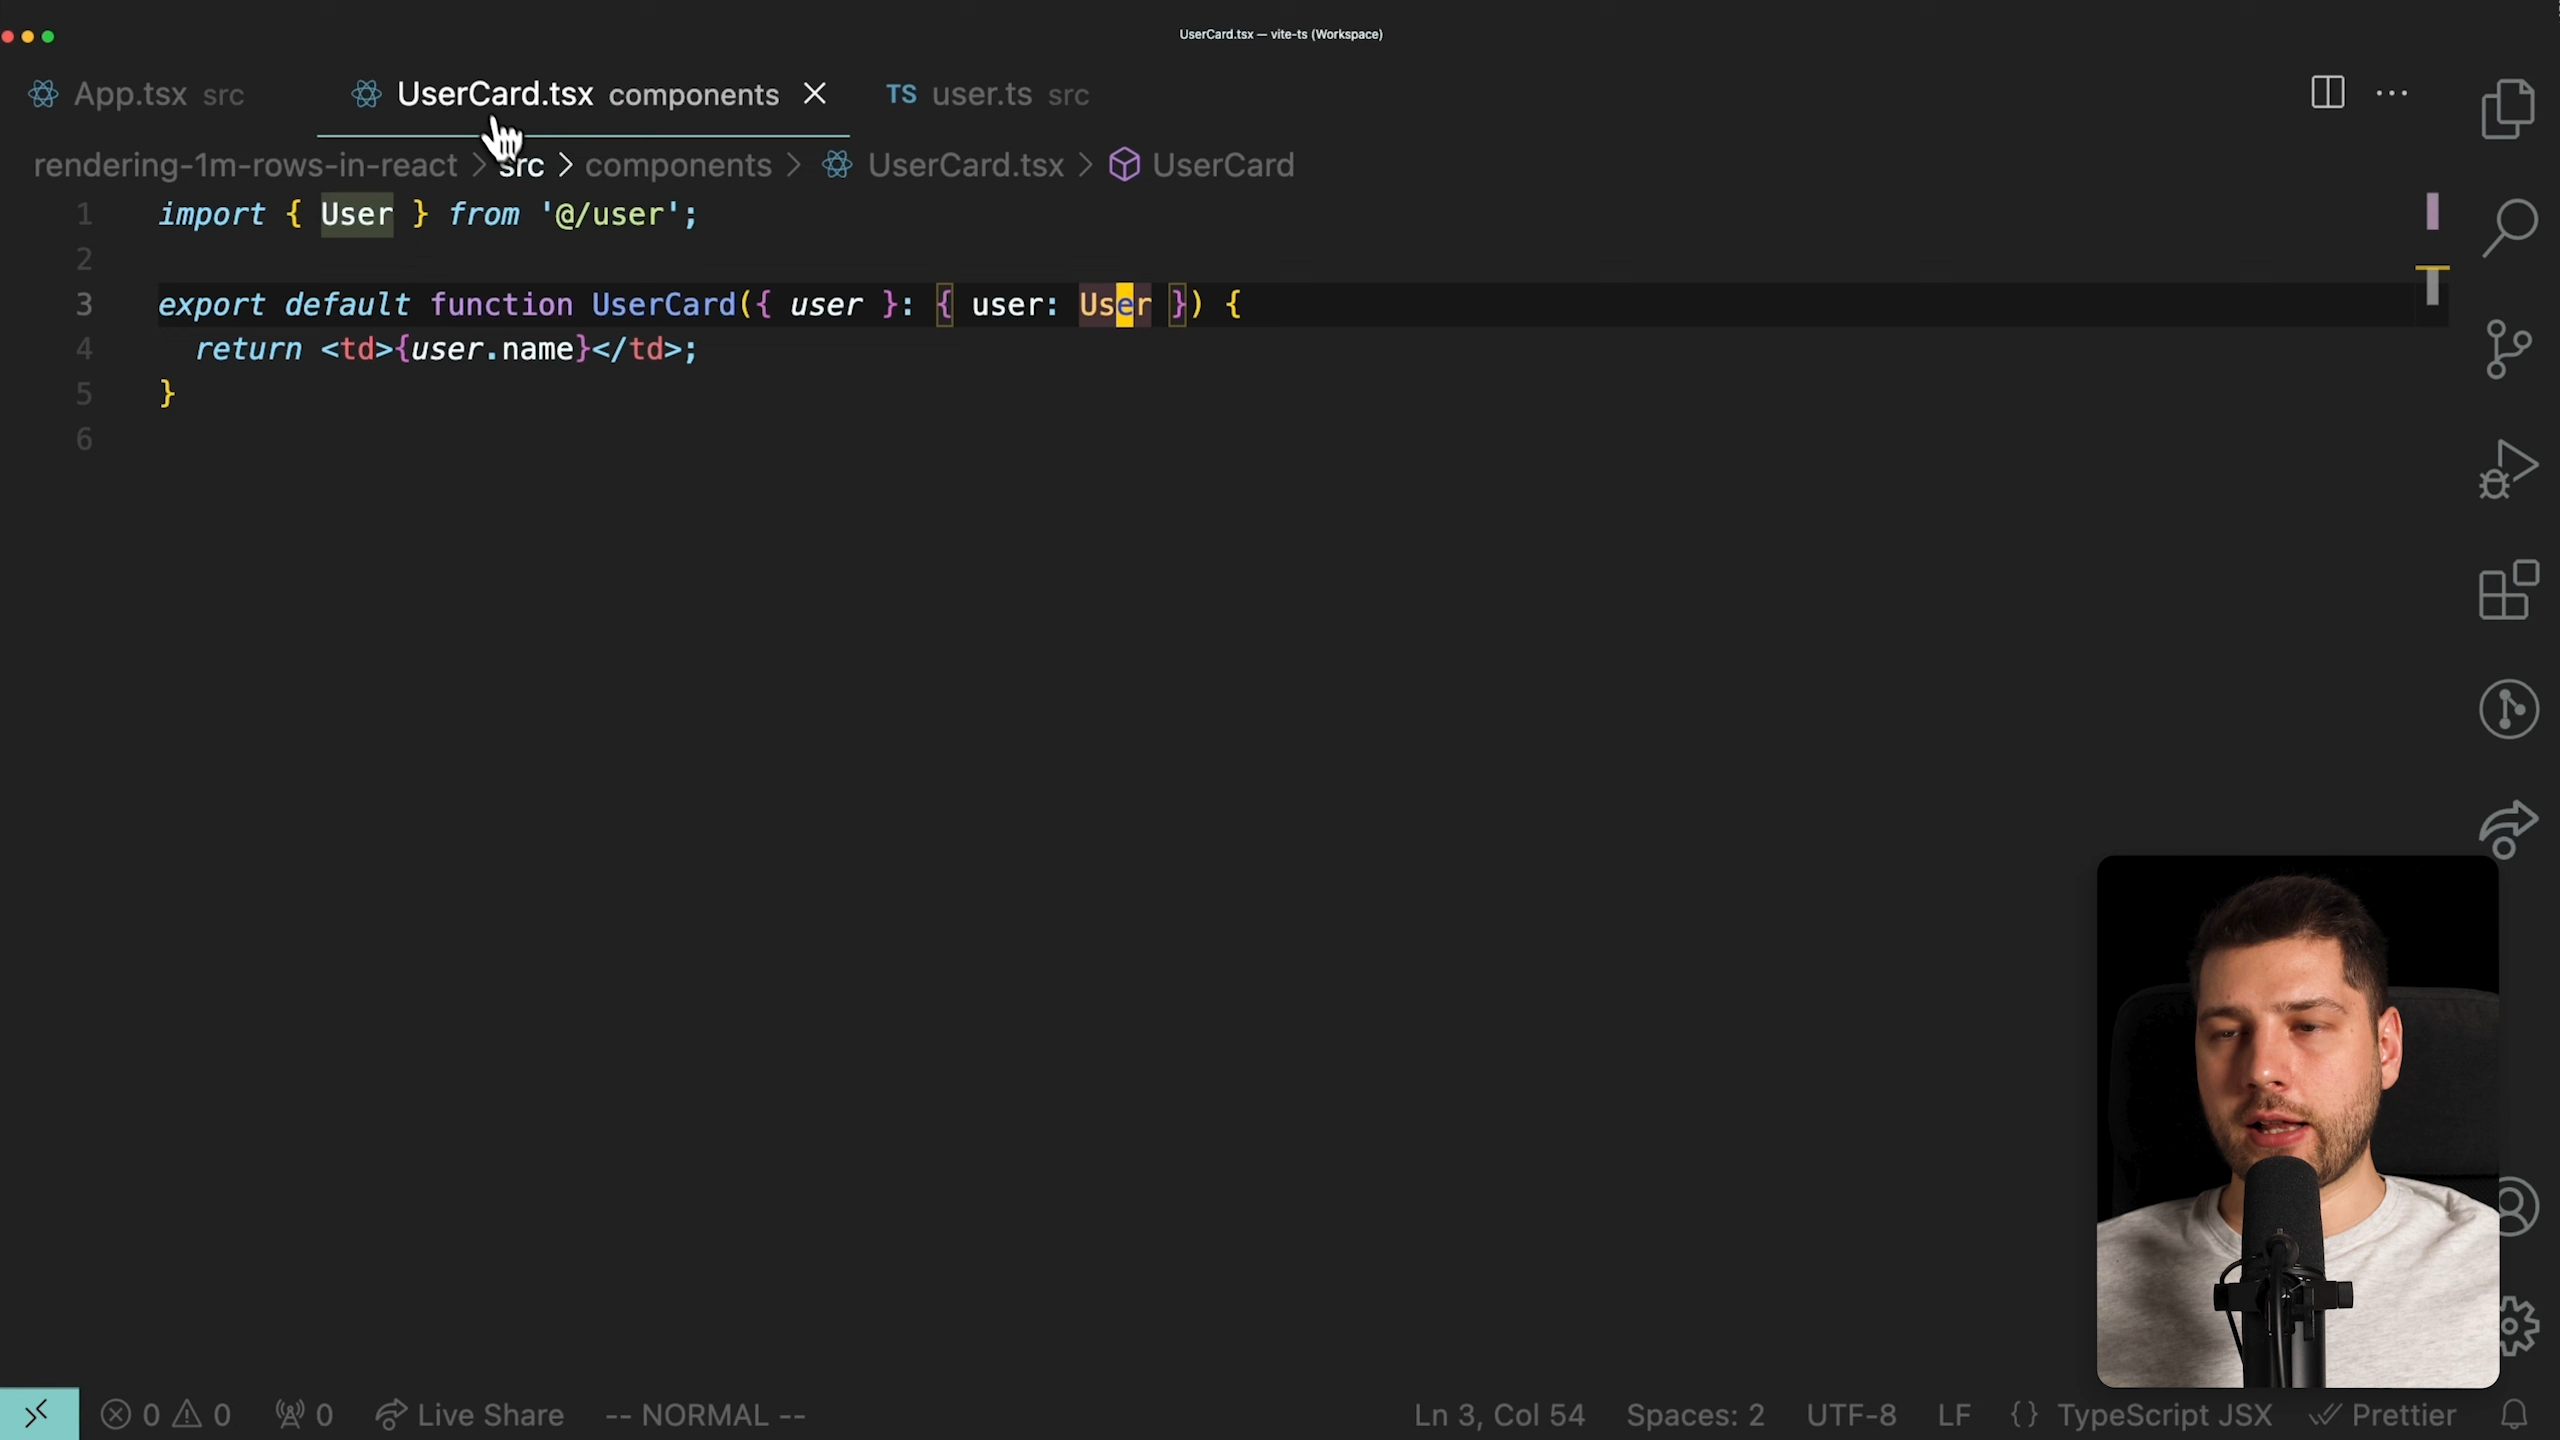 UserCard.tsx — vite-ts (Workspace)
App.tsx src UserCard.tsx components TS user.ts src
rendering-1m-rows-in-react > src > components > UserCard.tsx > UserCard
1 import { User } from '@/user';
2
3 export default function UserCard({ user }: { user: User }) {
4 return <td>{user.name}</td>;
5 }
6
0 0 0 Live Share -- NORMAL -- Ln 3, Col 54 Spaces: 2 UTF-8 LF {} TypeScript JSX Prettier